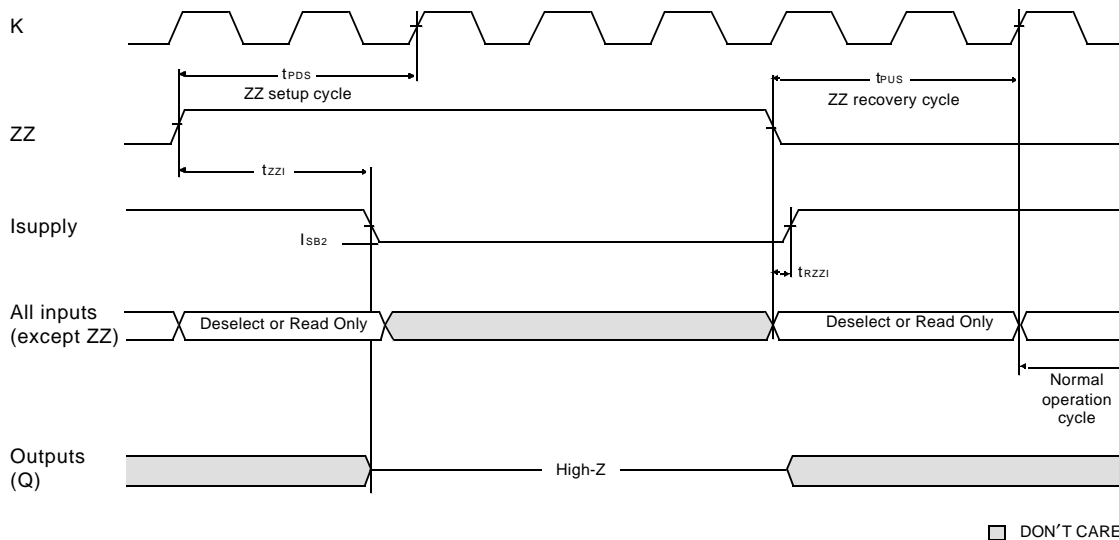 K
tPDS
ZZ setup cycle
tPUS
ZZ recovery cycle
ZZ
tZZI
Isupply
ISB2
tRZZI
All inputs
(except ZZ)
Deselect or Read Only
Deselect or Read Only
Normal
operation
cycle
Outputs
(Q)
High-Z
DON'T CARE